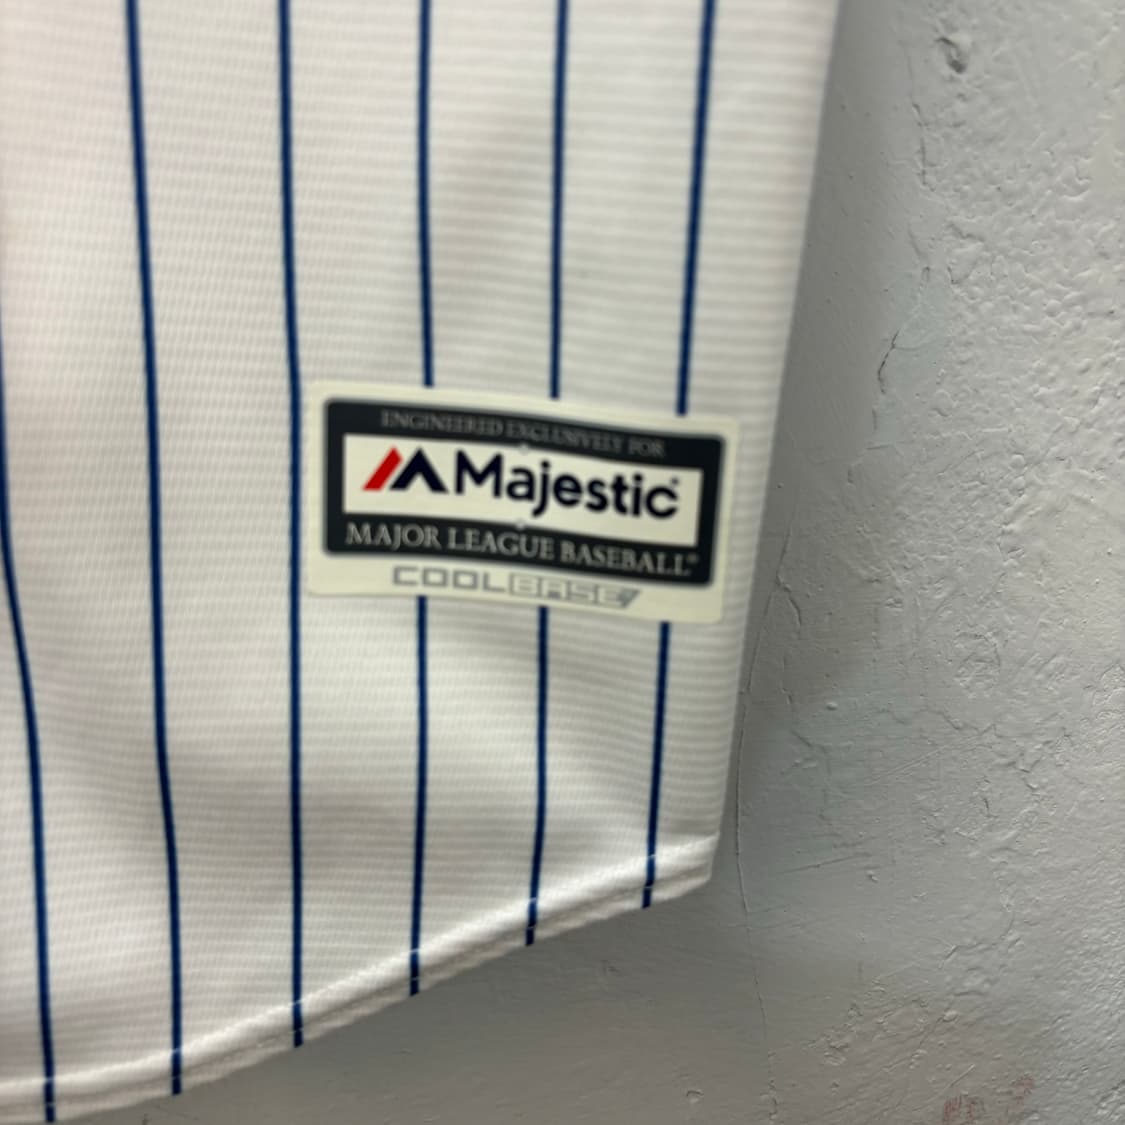 ENGINEERED EXCLUSIVELY FOR
Majestic®
MAJOR LEAGUE BASEBALL®
COOLBASE